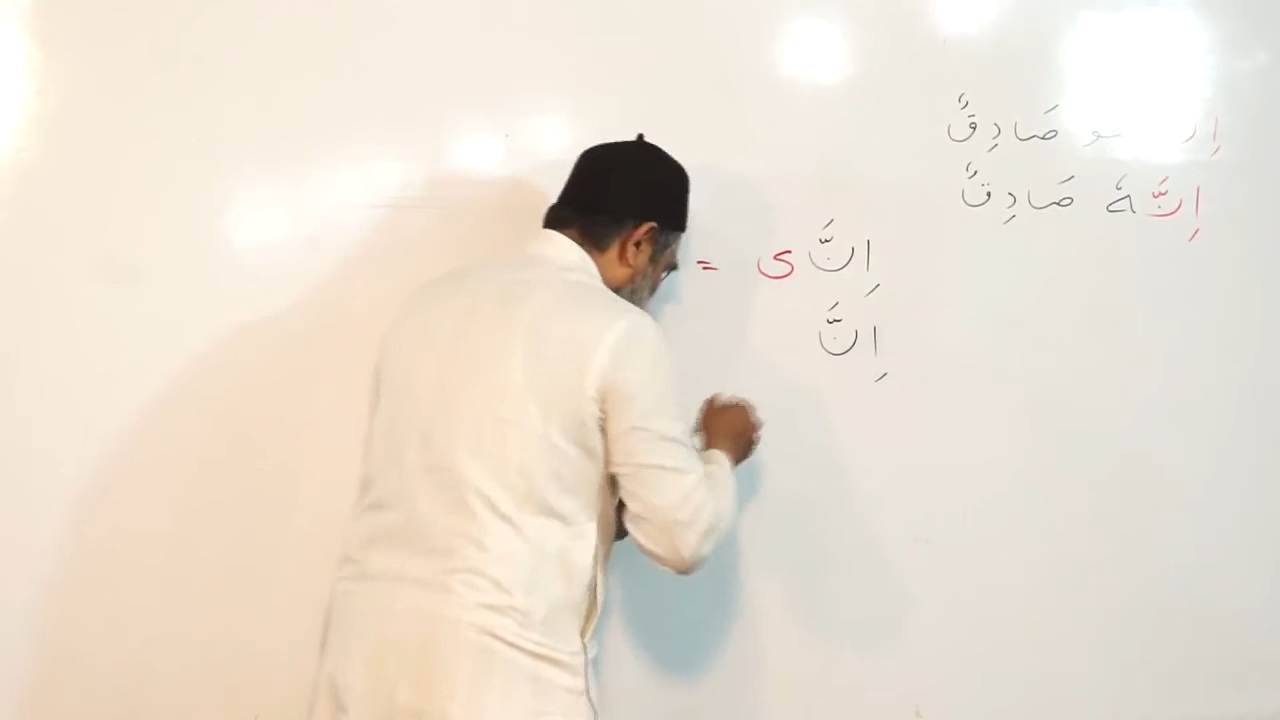 صَادِقٌ
اِنَّهٗ صَادِقٌ
اِنَّ ی =
اِنَّ